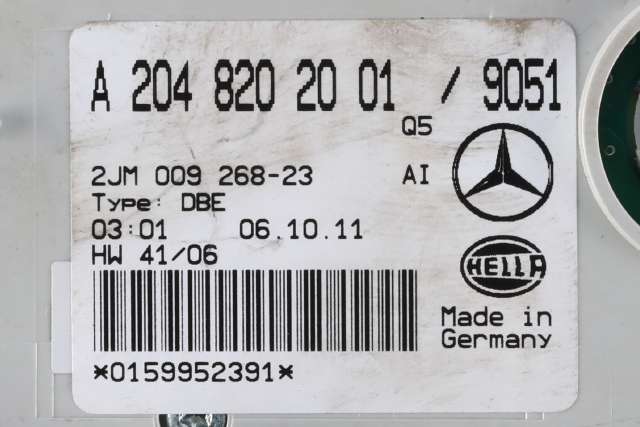 A 204 820 20 01 / 9051
Q5
2JM 009 268-23 AI
Type: DBE
03:01 06.10.11
HW 41/06
HELLA
Made in
Germany
*0159952391*